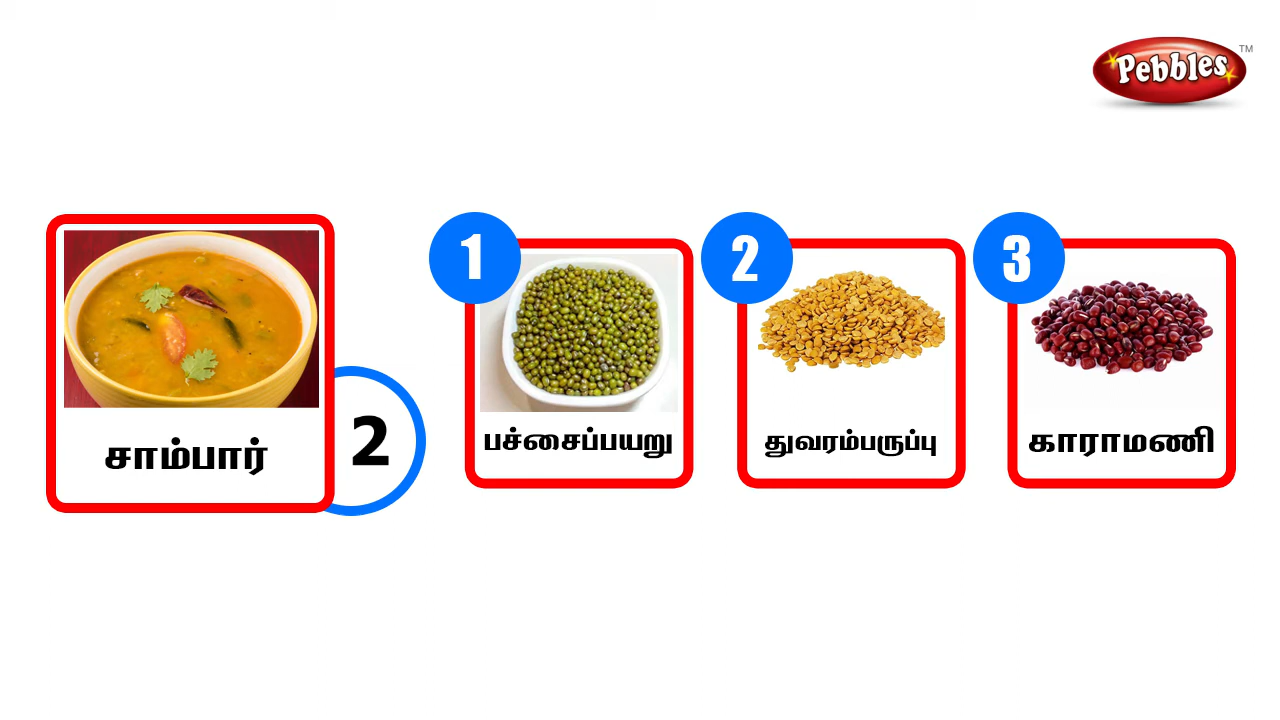 Pebbles TM
1
2
3
சாம்பார்
2
பச்சைப்பயறு
துவரம்பருப்பு
காராமணி